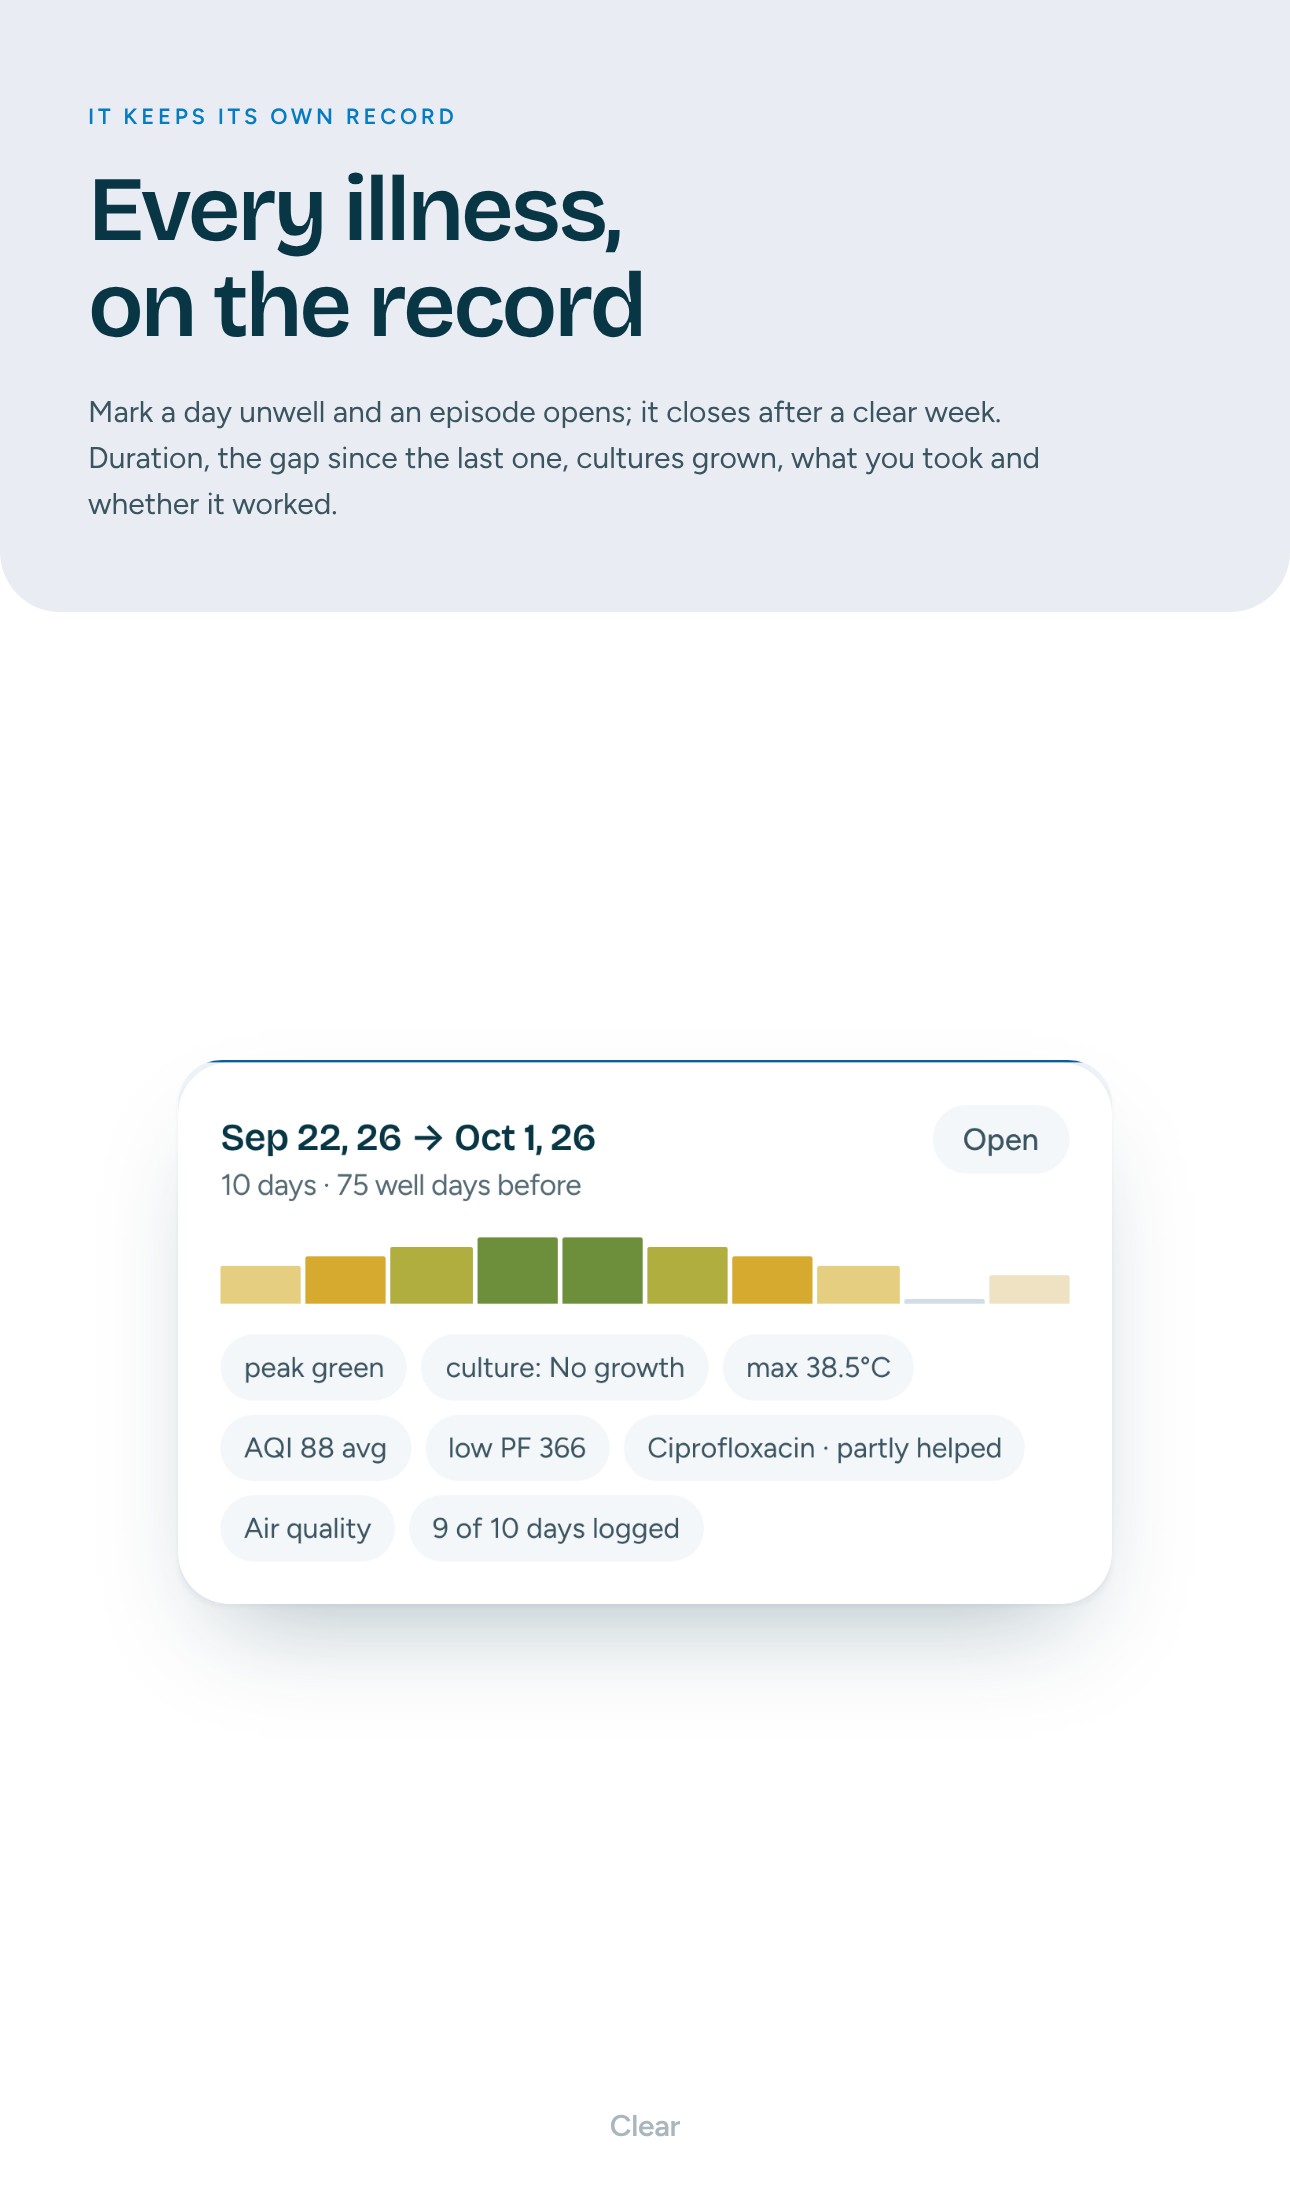 IT KEEPS ITS OWN RECORD
Every illness,
on the record
Mark a day unwell and an episode opens; it closes after a clear week.
Duration, the gap since the last one, cultures grown, what you took and
whether it worked.
Sep 22, 26 → Oct 1, 26
Open
10 days · 75 well days before
peak green
culture: No growth
max 38.5°C
AQI 88 avg
low PF 366
Ciprofloxacin · partly helped
Air quality
9 of 10 days logged
Clear